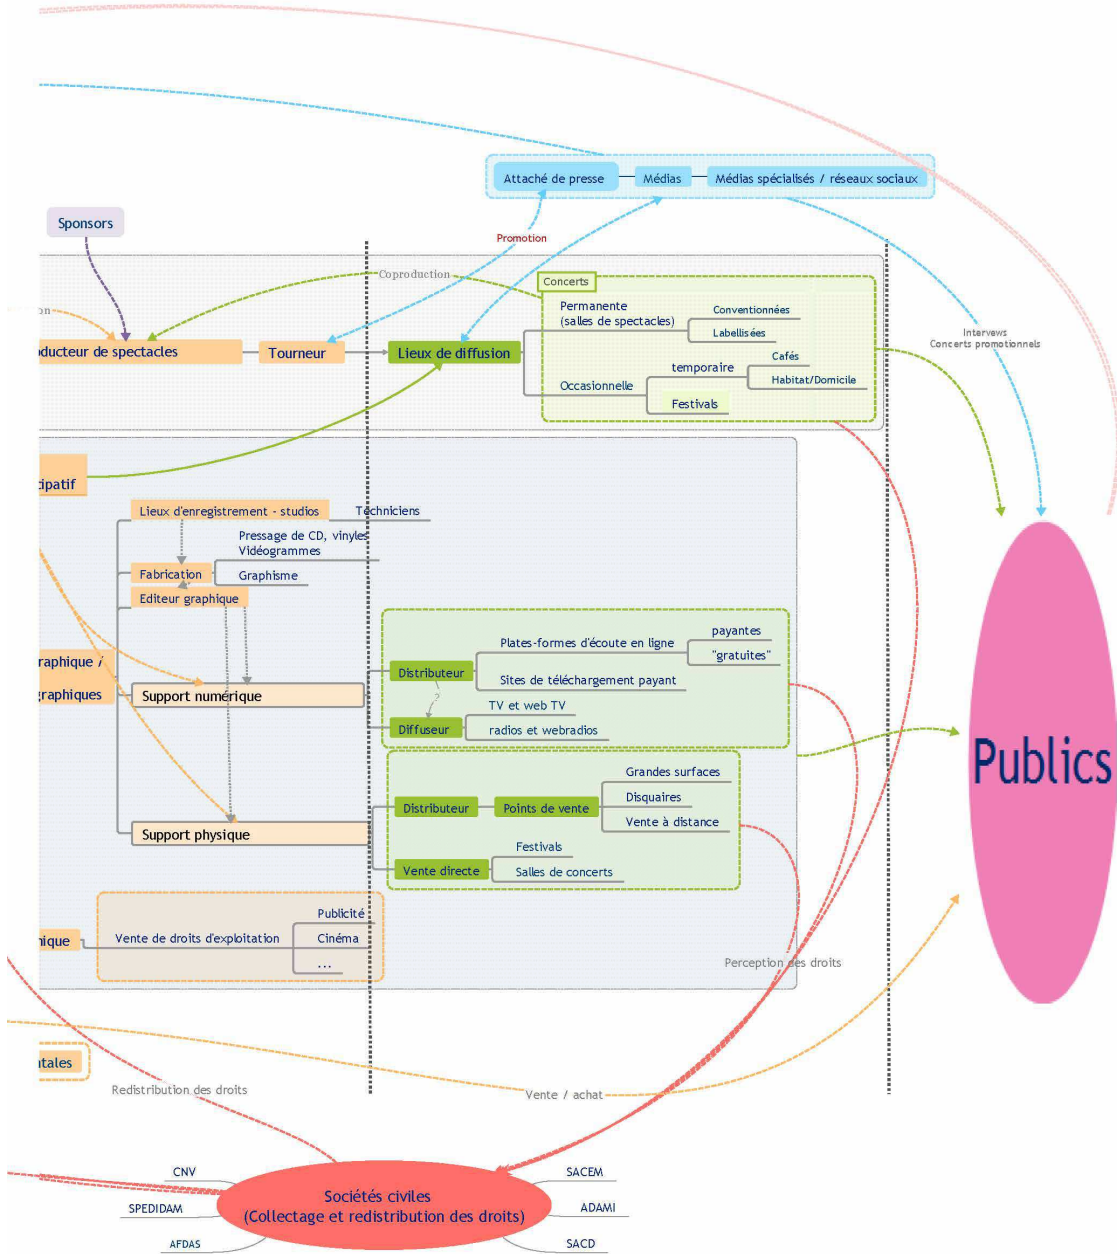 Attaché de presse
Médias
Médias spécialisés / réseaux sociaux
Sponsors
Promotion
Coproduction
Concerts
Permanente
(salles de spectacles)
Conventionnées
Labellisées
on
oducteur de spectacles
Tourneur
Lieux de diffusion
Occasionnelle
temporaire
Cafés
Habitat/Domicile
Festivals
Intervews
Concerts promotionnels
cipatif
Lieux d'enregistrement - studios
Techniciens
Pressage de CD, vinyles
Vidéogrammes
Fabrication
Graphisme
Editeur graphique
raphique /
graphiques
Support numérique
Distributeur
Plates-formes d'écoute en ligne
payantes
"gratuites"
Sites de téléchargement payant
Diffuseur
TV et web TV
radios et webradios
Publics
Support physique
Distributeur
Points de vente
Grandes surfaces
Disquaires
Vente à distance
Vente directe
Festivals
Salles de concerts
nique
Vente de droits d'exploitation
Publicité
Cinéma
...
Perception des droits
ntales
Redistribution des droits
Vente / achat
CNV
SPEDIDAM
AFDAS
Sociétés civiles
(Collectage et redistribution des droits)
SACEM
ADAMI
SACD